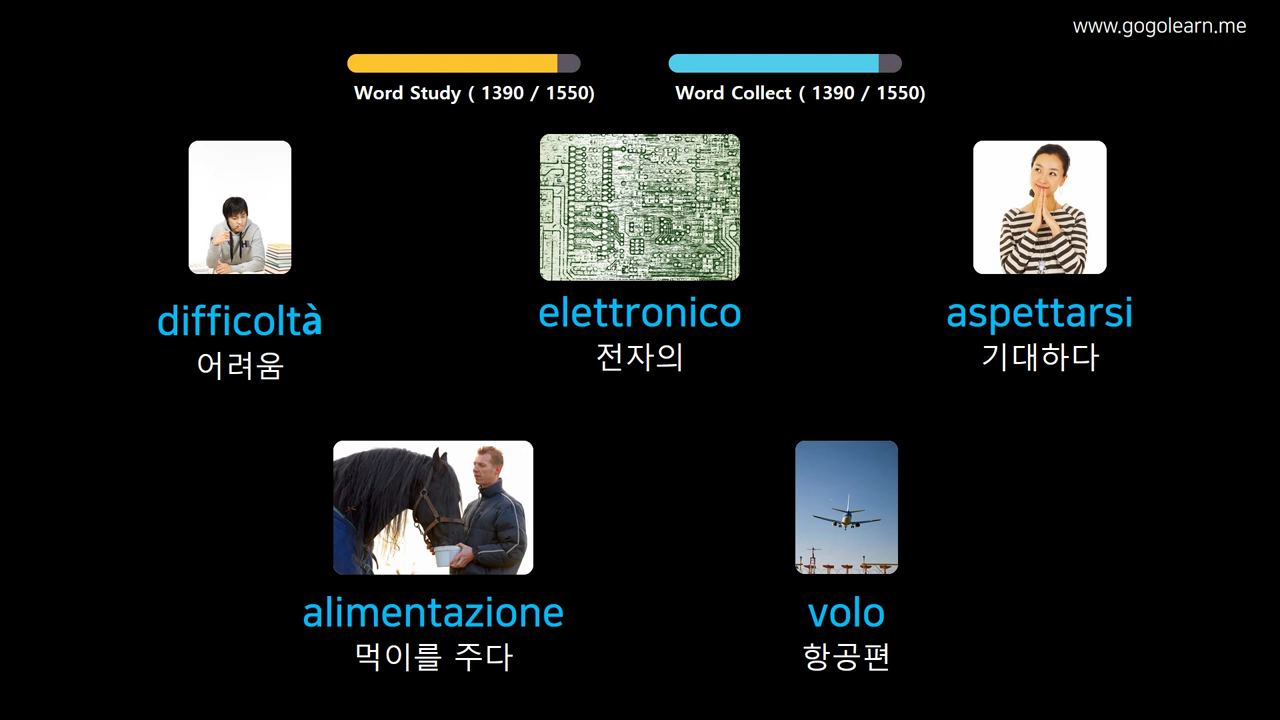 www.gogolearn.me
Word Study ( 1390 / 1550)
Word Collect ( 1390 / 1550)
difficoltà
어려움
elettronico
전자의
aspettarsi
기대하다
alimentazione
먹이를 주다
volo
항공편